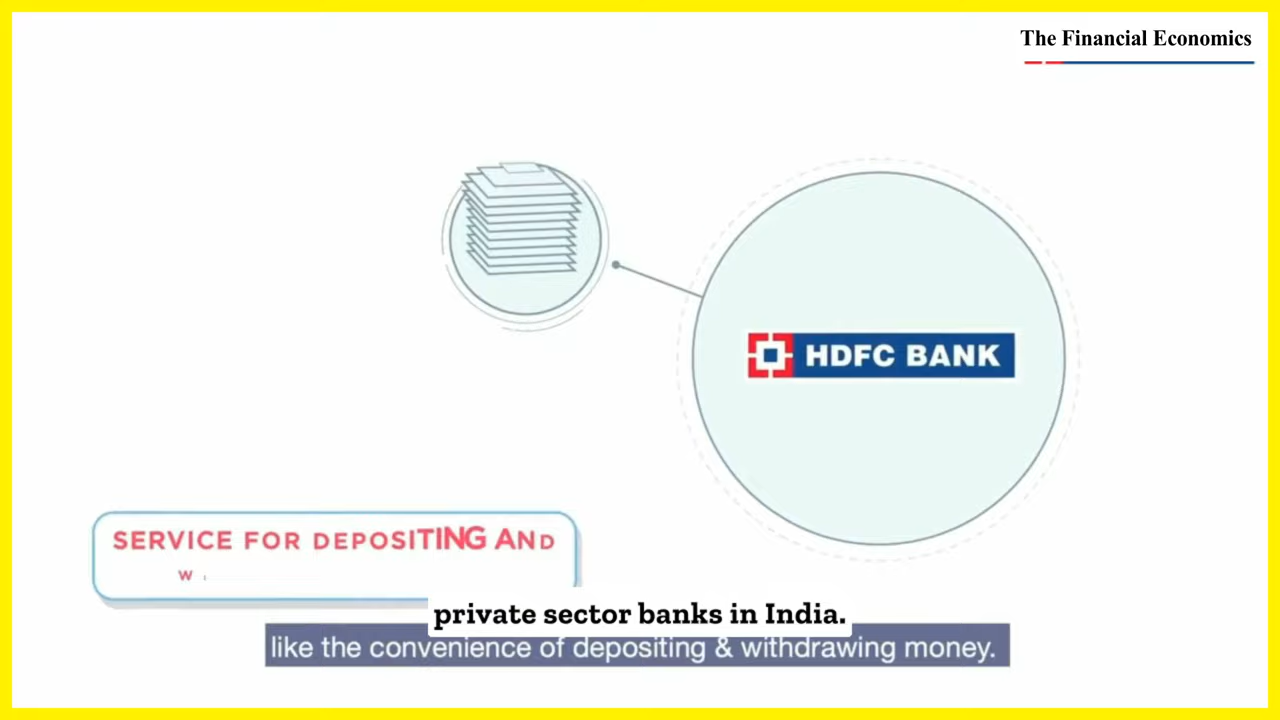 The Financial Economics
HDFC BANK
SERVICE FOR DEPOSITING AND
W
private sector banks in India.
like the convenience of depositing & withdrawing money.